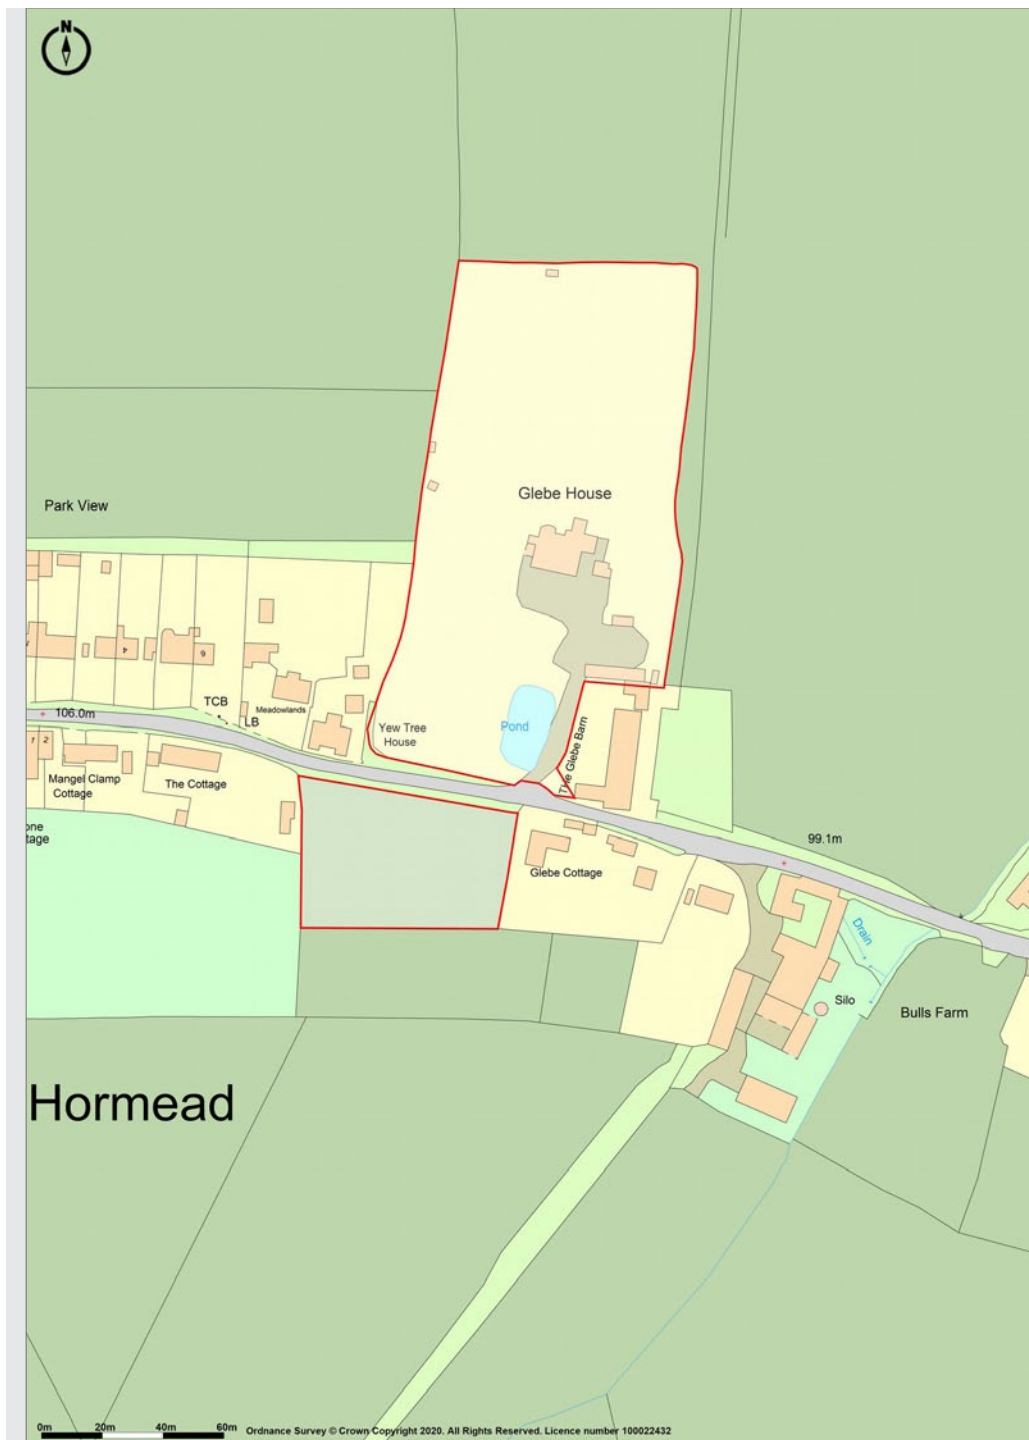 N
Glebe House
Park View
4
6
TCB
LB
Meadowlands
106.0m
Yew Tree
House
Pond
The Glebe Barn
1 2
Mangel Clamp
Cottage
The Cottage
Glebe Cottage
99.1m
Drain
Silo
Bulls Farm
Hormead
0m 20m 40m 60m
Ordnance Survey © Crown Copyright 2020. All Rights Reserved. Licence number 100022432